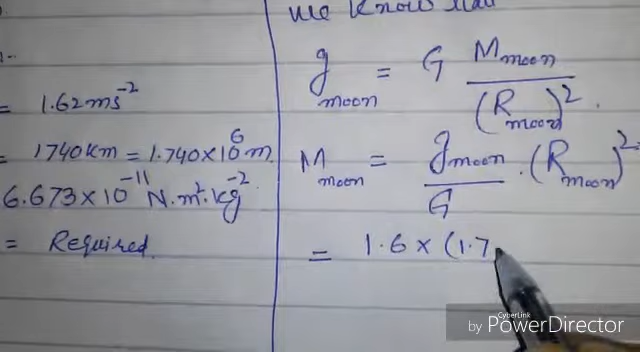 we know that
= 1.62 ms⁻²
= 1740 km = 1.740 × 10⁶ m
6.673 × 10⁻¹¹ N.m².kg⁻²
= Required.
g_moon = G M_moon / (R_moon)².
M_moon = g_moon / G . (R_moon)²
= 1.6 × (1.7
by CyberLink PowerDirector